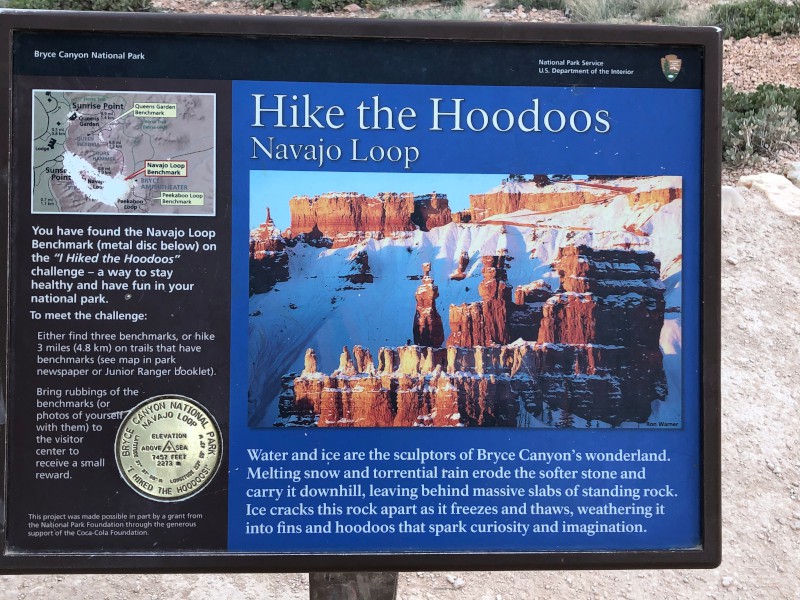 Bryce Canyon National Park
National Park Service
U.S. Department of the Interior
Hike the Hoodoos
Navajo Loop
Sunrise Point
Queens Garden
Benchmark
Queens
Garden
Lodge
Navajo Loop
Benchmark
Peekaboo Loop
Benchmark
Peekaboo
Loop
You have found the Navajo Loop
Benchmark (metal disc below) on
the "I Hiked the Hoodoos"
challenge – a way to stay
healthy and have fun in your
national park.
To meet the challenge:
Either find three benchmarks, or hike
3 miles (4.8 km) on trails that have
benchmarks (see map in park
newspaper or Junior Ranger booklet).
Bring rubbings of the
benchmarks (or
photos of yourself
with them) to
the visitor
center to
receive a small
reward.
BRYCE CANYON NATIONAL PARK
NAVAJO LOOP
ELEVATION
ABOVE SEA
7457 FEET
2273 m
"I HIKED THE HOODOOS!"
This project was made possible in part by a grant from
the National Park Foundation through the generous
support of the Coca-Cola Foundation.
Ron Warner
Water and ice are the sculptors of Bryce Canyon's wonderland.
Melting snow and torrential rain erode the softer stone and
carry it downhill, leaving behind massive slabs of standing rock.
Ice cracks this rock apart as it freezes and thaws, weathering it
into fins and hoodoos that spark curiosity and imagination.